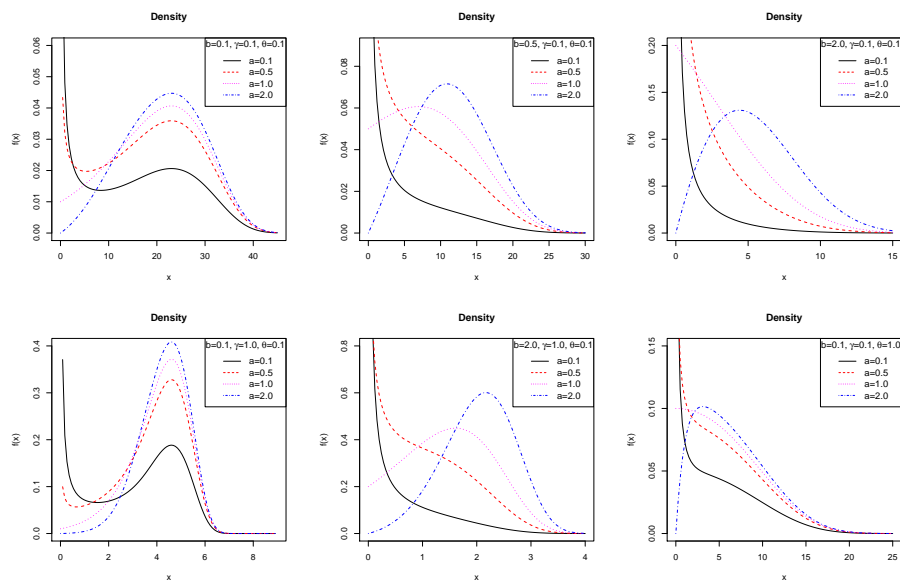 Density
b=0.1, γ=0.1, θ=0.1
a=0.1
a=0.5
a=1.0
a=2.0
f(x)
0.00 0.01 0.02 0.03 0.04 0.05 0.06
0 10 20 30 40
x
Density
b=0.5, γ=0.1, θ=0.1
a=0.1
a=0.5
a=1.0
a=2.0
f(x)
0.00 0.02 0.04 0.06 0.08
0 5 10 15 20 25 30
x
Density
b=2.0, γ=0.1, θ=0.1
a=0.1
a=0.5
a=1.0
a=2.0
f(x)
0.00 0.05 0.10 0.15 0.20
0 5 10 15
x
Density
b=0.1, γ=1.0, θ=0.1
a=0.1
a=0.5
a=1.0
a=2.0
f(x)
0.0 0.1 0.2 0.3 0.4
0 2 4 6 8
x
Density
b=2.0, γ=1.0, θ=0.1
a=0.1
a=0.5
a=1.0
a=2.0
f(x)
0.0 0.2 0.4 0.6 0.8
0 1 2 3 4
x
Density
b=0.1, γ=0.1, θ=1.0
a=0.1
a=0.5
a=1.0
a=2.0
f(x)
0.00 0.05 0.10 0.15
0 5 10 15 20 25
x